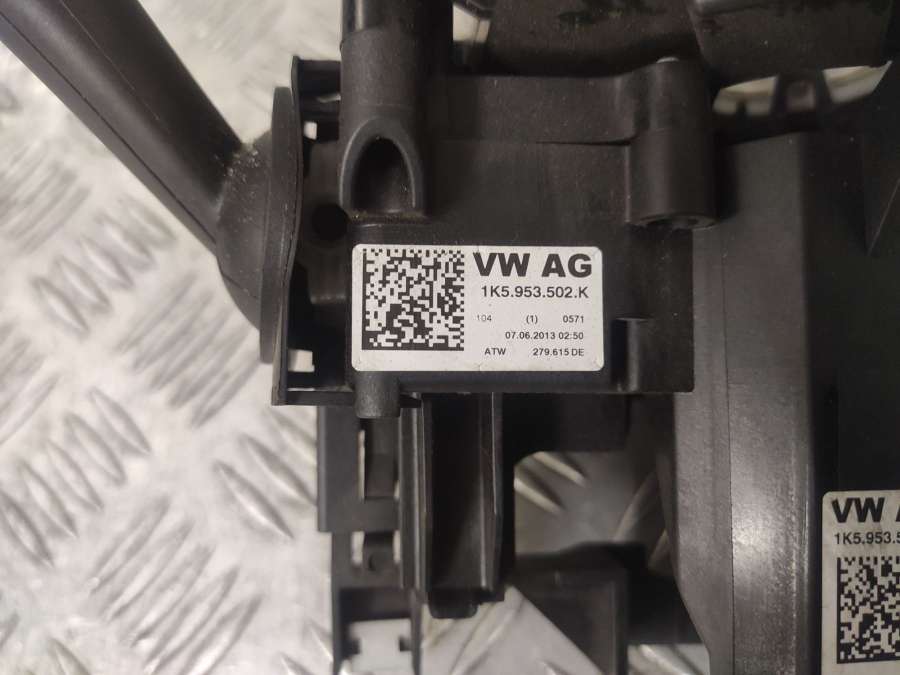 VW AG
1K5.953.502.K
104 (1) 0571
07.06.2013 02:50
ATW 279.615 DE
VW
1K5.953.5